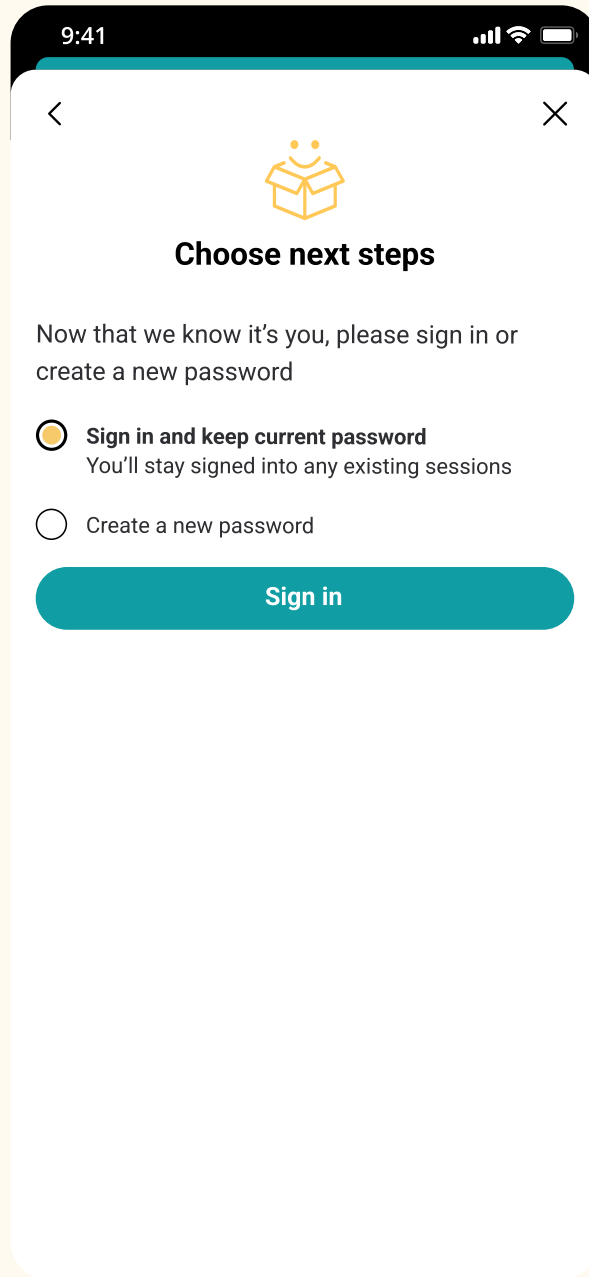 9:41
Choose next steps
Now that we know it’s you, please sign in or
create a new password
Sign in and keep current password
You’ll stay signed into any existing sessions
Create a new password
Sign in